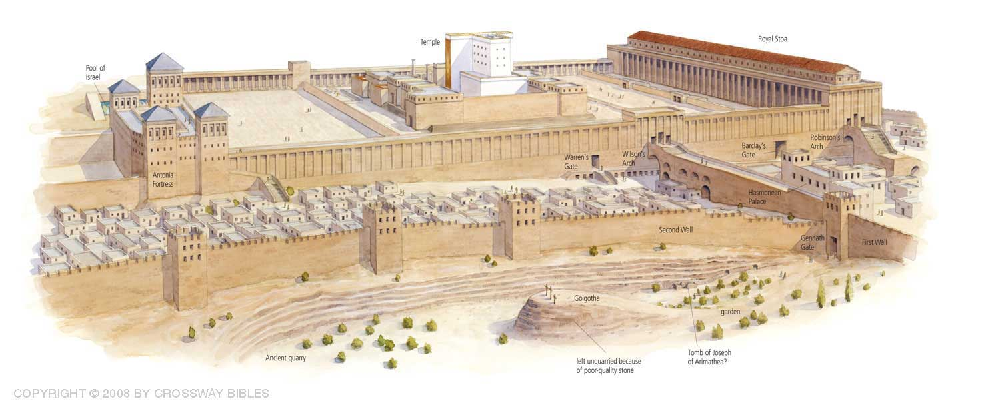 Temple
Royal Stoa
Pool of
Israel
Antonia
Fortress
Warren's
Gate
Wilson's
Arch
Barclay's
Gate
Robinson's
Arch
Hasmonean
Palace
Second Wall
Gennath
Gate
First Wall
Golgotha
garden
Ancient quarry
left unquarried because
of poor-quality stone
Tomb of Joseph
of Arimathea?
COPYRIGHT © 2008 BY CROSSWAY BIBLES